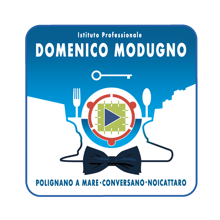 Istituto Professionale
DOMENICO MODUGNO
POLIGNANO A MARE·CONVERSANO·NOICATTARO